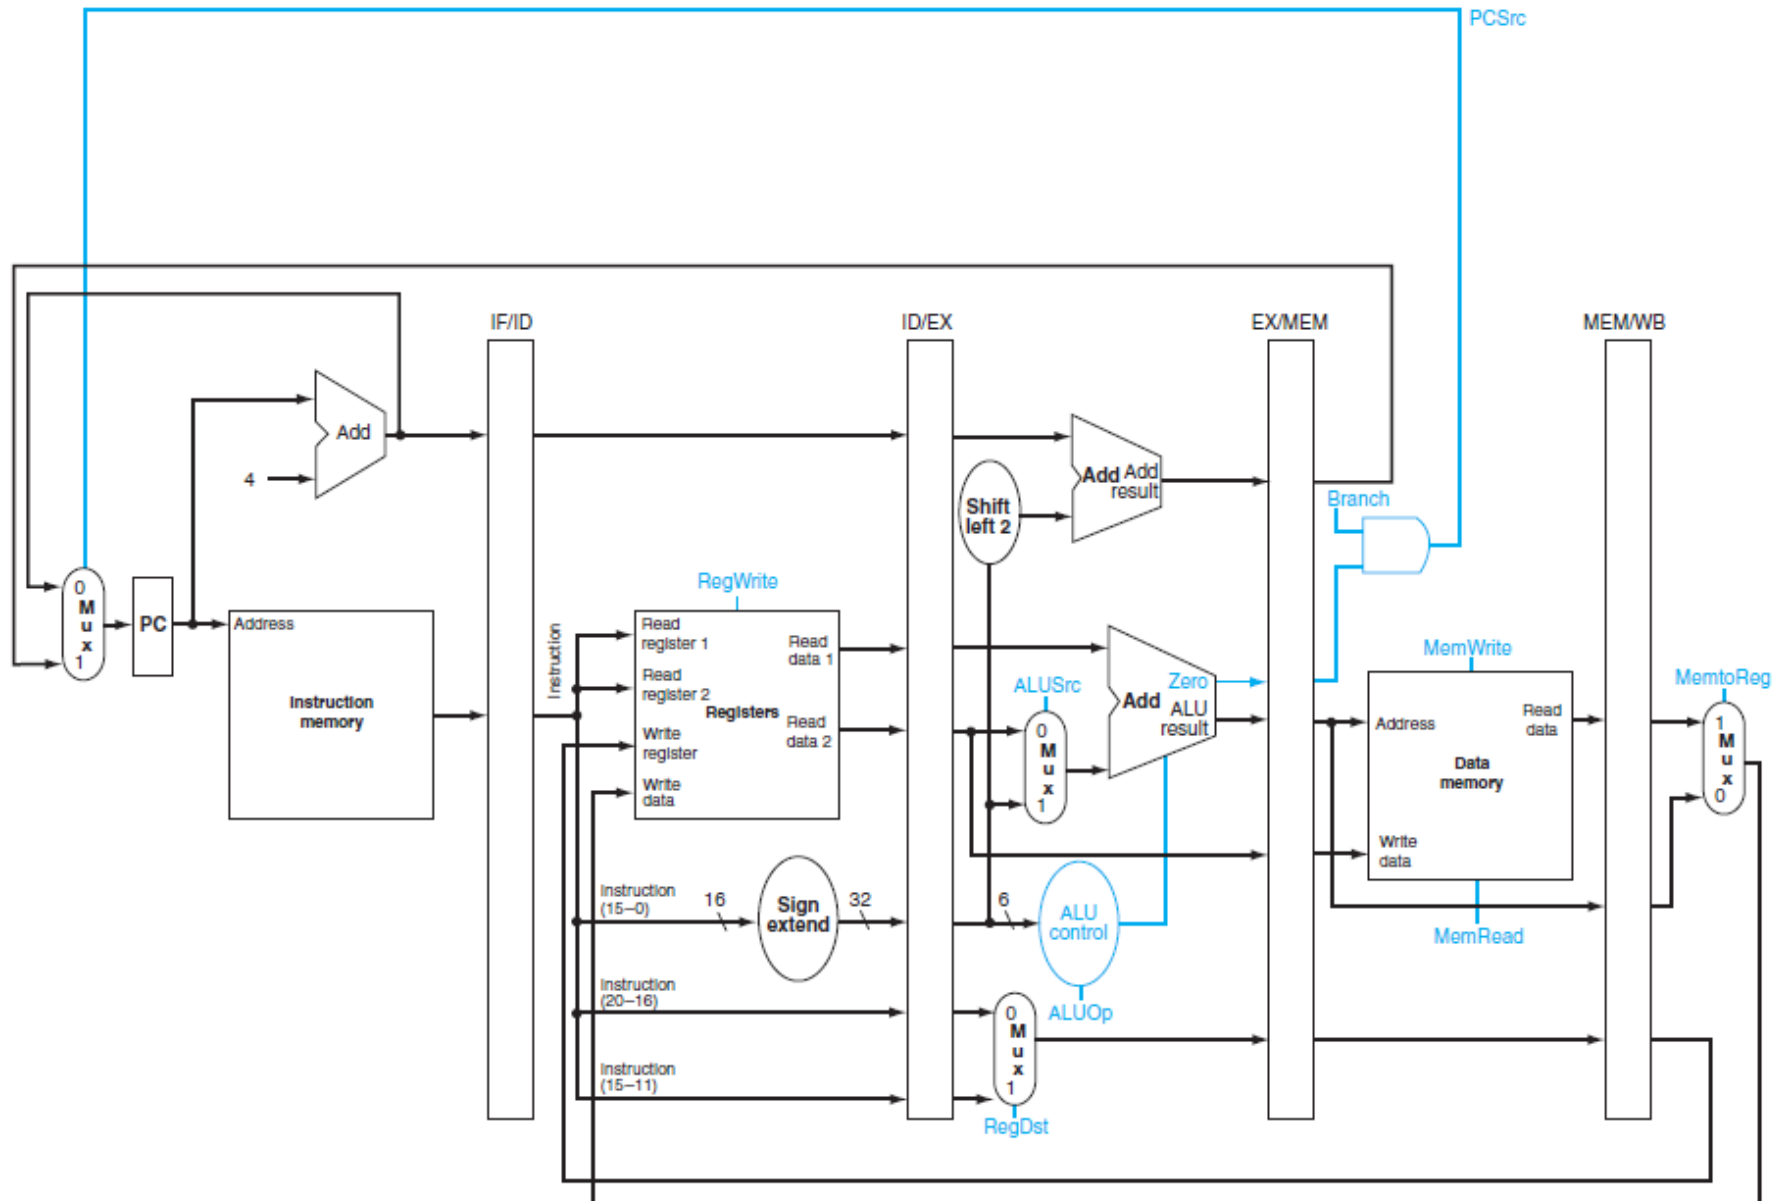 PCSrc
IF/ID
ID/EX
EX/MEM
MEM/WB
Add
4
Add Add
result
Shift
left 2
Branch
0
M
u
x
1
PC
Address
Instruction
memory
Instruction
RegWrite
Read
register 1
Read
register 2
Write
register
Write
data
Registers
Read
data 1
Read
data 2
ALUSrc
0
M
u
x
1
Add
Zero
ALU
result
MemWrite
Address
Read
data
Data
memory
Write
data
MemRead
MemtoReg
1
M
u
x
0
Instruction
(15–0)
16
Sign
extend
32
6
ALU
control
ALUOp
Instruction
(20–16)
Instruction
(15–11)
0
M
u
x
1
RegDst